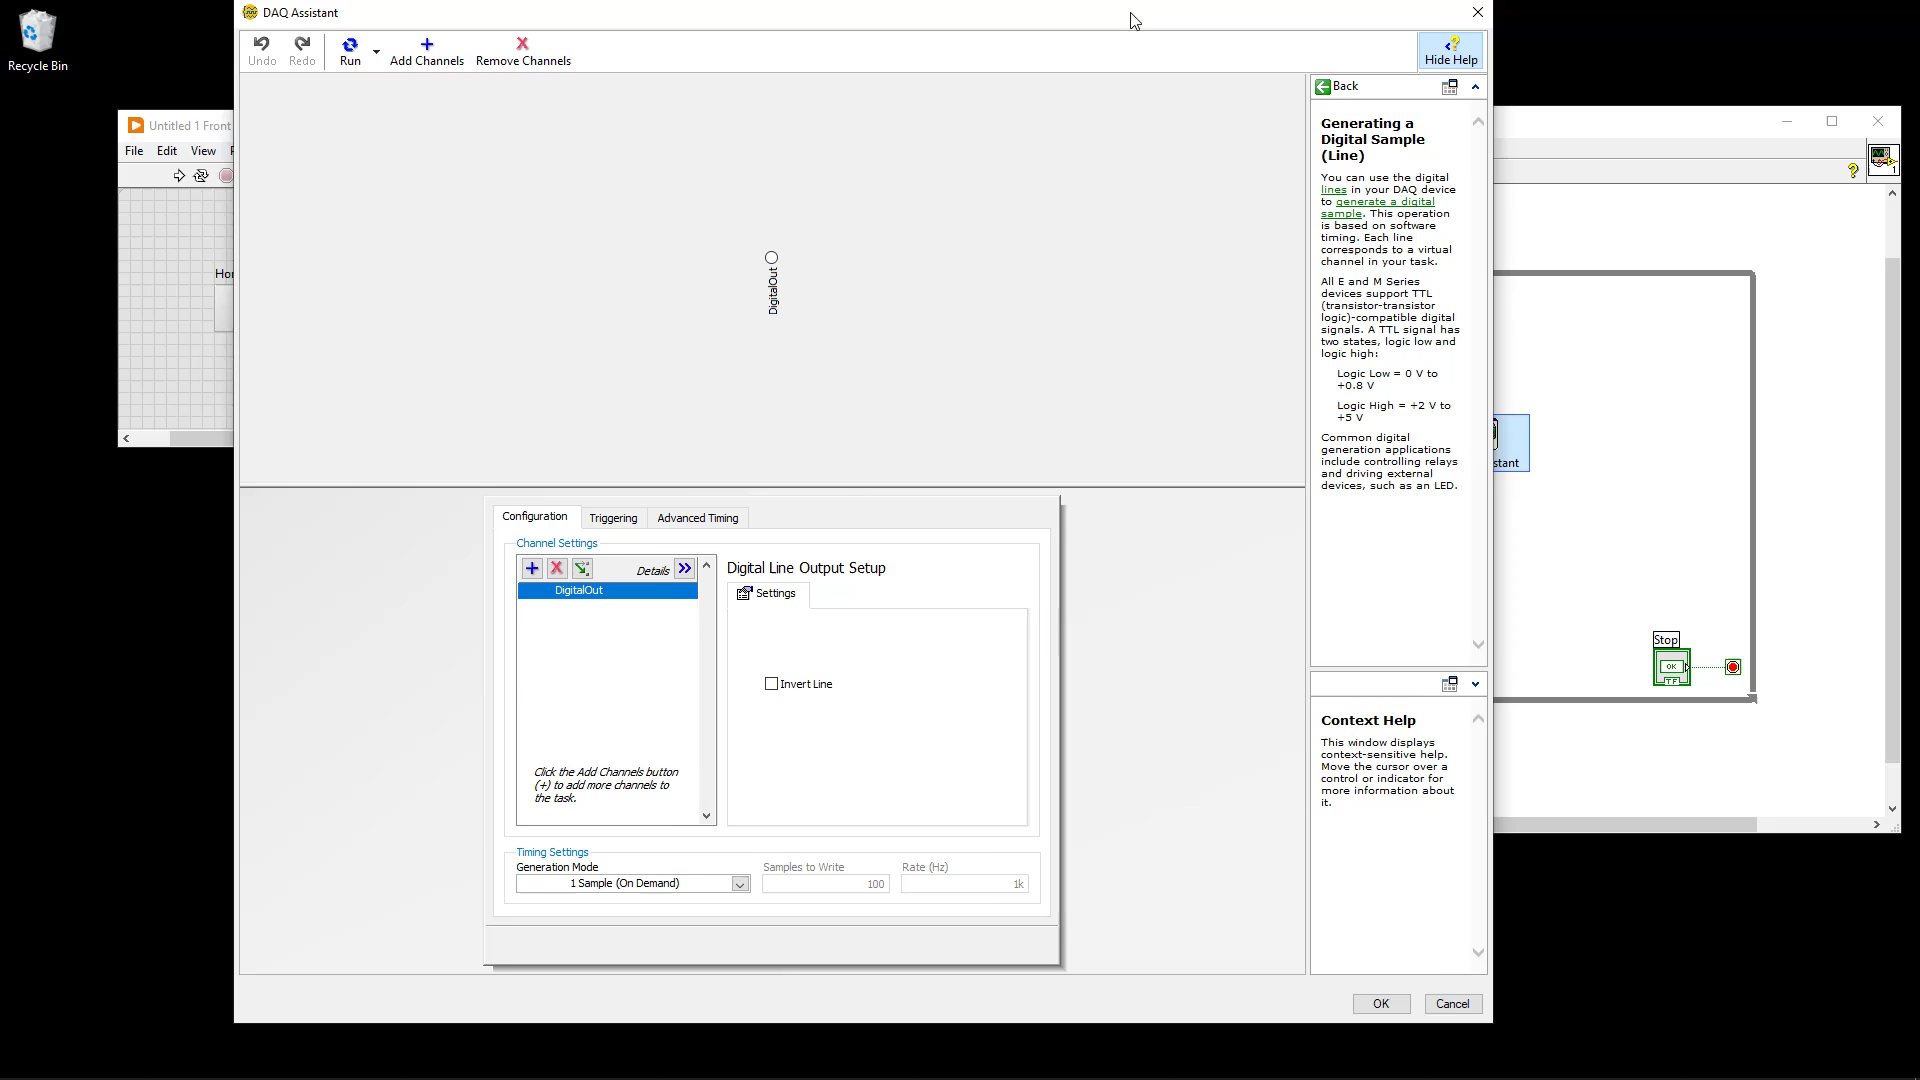 Recycle Bin
DAQ Assistant
Undo
Redo
Run
Add Channels
Remove Channels
Hide Help
Untitled 1 Front
File
Edit
View
DigitalOut
Back
Generating a
Digital Sample
(Line)
You can use the digital
lines in your DAQ device
to generate a digital
sample. This operation
is based on software
timing. Each line
corresponds to a virtual
channel in your task.
All E and M Series
devices support TTL
(transistor-transistor
logic)-compatible digital
signals. A TTL signal has
two states, logic low and
logic high:
Logic Low = 0 V to
+0.8 V
Logic High = +2 V to
+5 V
Common digital
generation applications
include controlling relays
and driving external
devices, such as an LED.
Context Help
This window displays
context-sensitive help.
Move the cursor over a
control or indicator for
more information about
it.
Configuration
Triggering
Advanced Timing
Channel Settings
Details
DigitalOut
Click the Add Channels button
(+) to add more channels to
the task.
Digital Line Output Setup
Settings
Invert Line
Timing Settings
Generation Mode
1 Sample (On Demand)
Samples to Write
100
Rate (Hz)
1k
OK
Cancel
stant
Stop
OK
TF
1